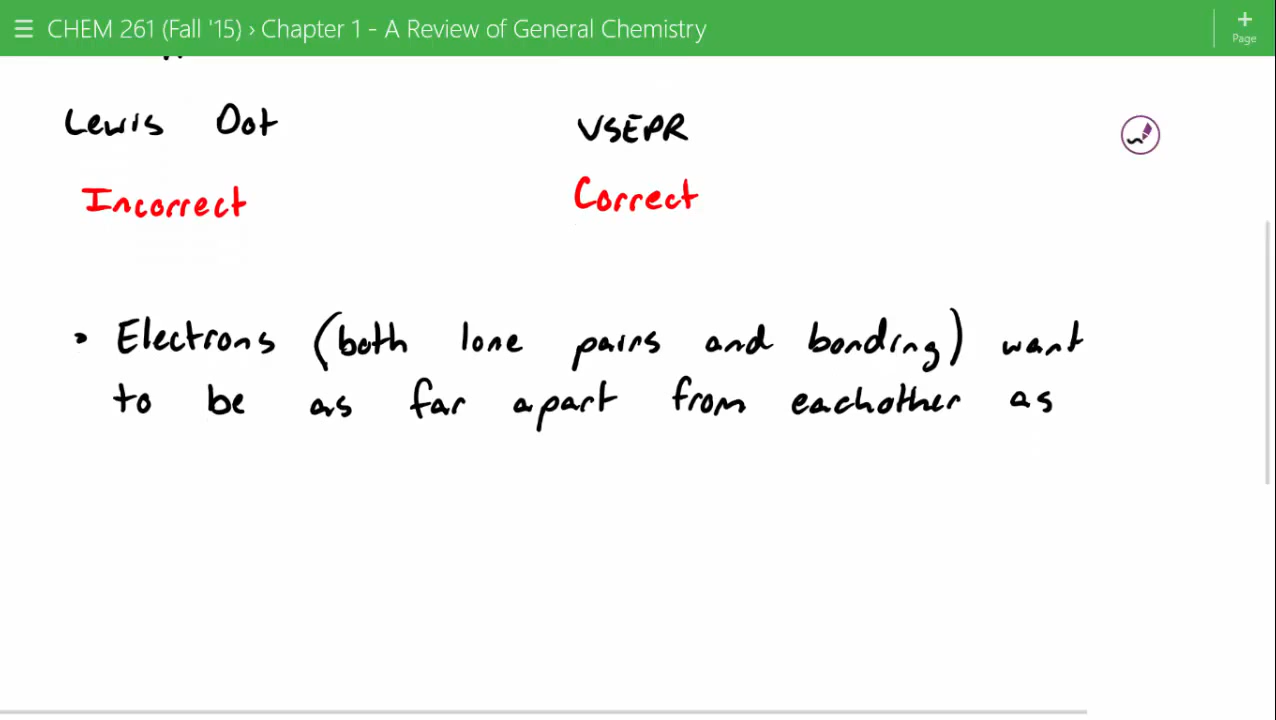 CHEM 261 (Fall '15) › Chapter 1 - A Review of General Chemistry
Page
Lewis Dot
VSEPR
Incorrect
Correct
• Electrons (both lone pairs and bonding) want
to be as far apart from eachother as